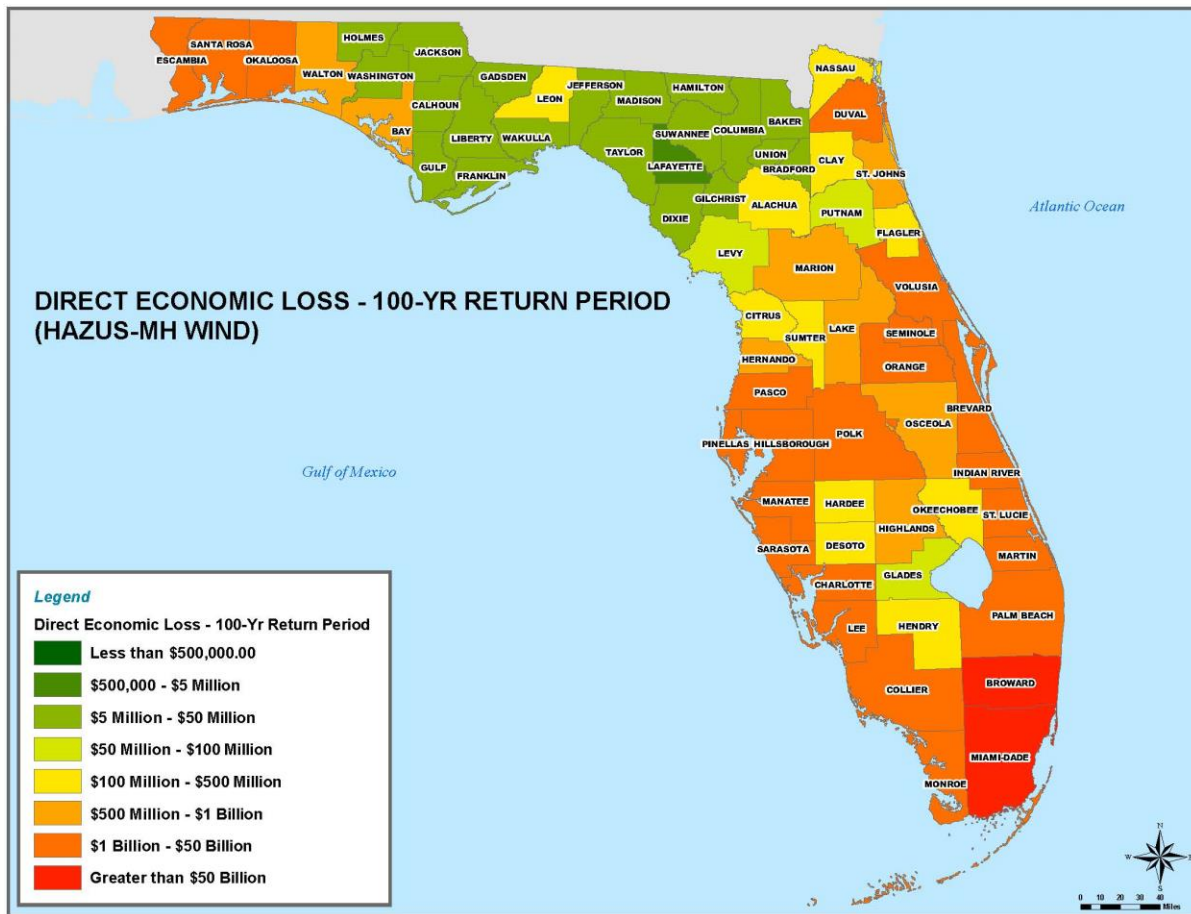 HOLMES
SANTA ROSA
JACKSON
ESCAMBIA
OKALOOSA
WALTON
WASHINGTON
GADSDEN
NASSAU
LEON
JEFFERSON
HAMILTON
MADISON
CALHOUN
DUVAL
BAKER
BAY
SUWANNEE
COLUMBIA
LIBERTY
WAKULLA
TAYLOR
UNION
CLAY
LAFAYETTE
BRADFORD
ST. JOHNS
GULF
FRANKLIN
GILCHRIST
ALACHUA
PUTNAM
Atlantic Ocean
DIXIE
FLAGLER
LEVY
MARION
VOLUSIA
DIRECT ECONOMIC LOSS - 100-YR RETURN PERIOD
(HAZUS-MH WIND)
CITRUS
LAKE
SEMINOLE
SUMTER
HERNANDO
ORANGE
PASCO
BREVARD
OSCEOLA
POLK
PINELLAS
HILLSBOROUGH
Gulf of Mexico
INDIAN RIVER
MANATEE
HARDEE
OKEECHOBEE
ST. LUCIE
HIGHLANDS
DESOTO
SARASOTA
MARTIN
GLADES
CHARLOTTE
PALM BEACH
LEE
HENDRY
BROWARD
COLLIER
MIAMI-DADE
MONROE
Legend
Direct Economic Loss - 100-Yr Return Period
Less than $500,000.00
$500,000 - $5 Million
$5 Million - $50 Million
$50 Million - $100 Million
$100 Million - $500 Million
$500 Million - $1 Billion
$1 Billion - $50 Billion
Greater than $50 Billion
N
W E
S
0 10 20 30 40
Miles